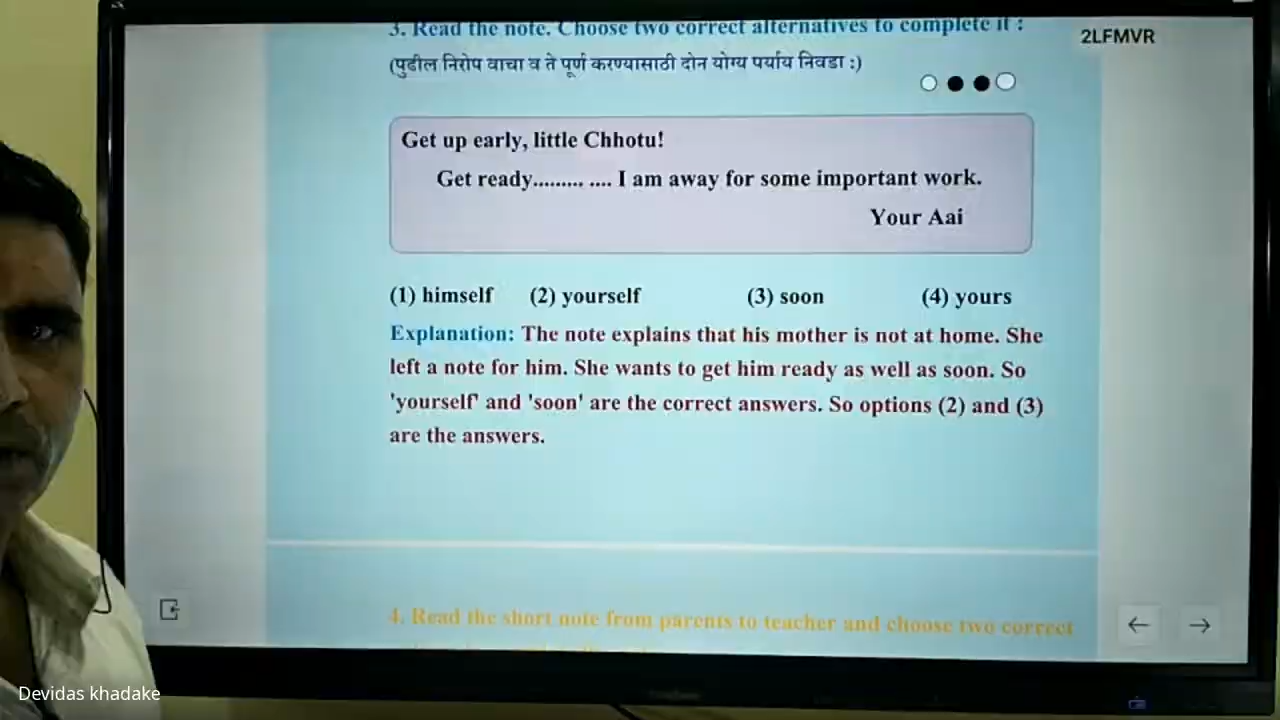 3. Read the note. Choose two correct alternatives to complete it :
2LFMVR
(पुढील निरोप वाचा व ते पूर्ण करण्यासाठी दोन योग्य पर्याय निवडा :)
Get up early, little Chhotu!
Get ready......... .... I am away for some important work.
Your Aai
(1) himself (2) yourself (3) soon (4) yours
Explanation: The note explains that his mother is not at home. She
left a note for him. She wants to get him ready as well as soon. So
'yourself' and 'soon' are the correct answers. So options (2) and (3)
are the answers.
4. Read the short note from parents to teacher and choose two correct
Devidas khadake